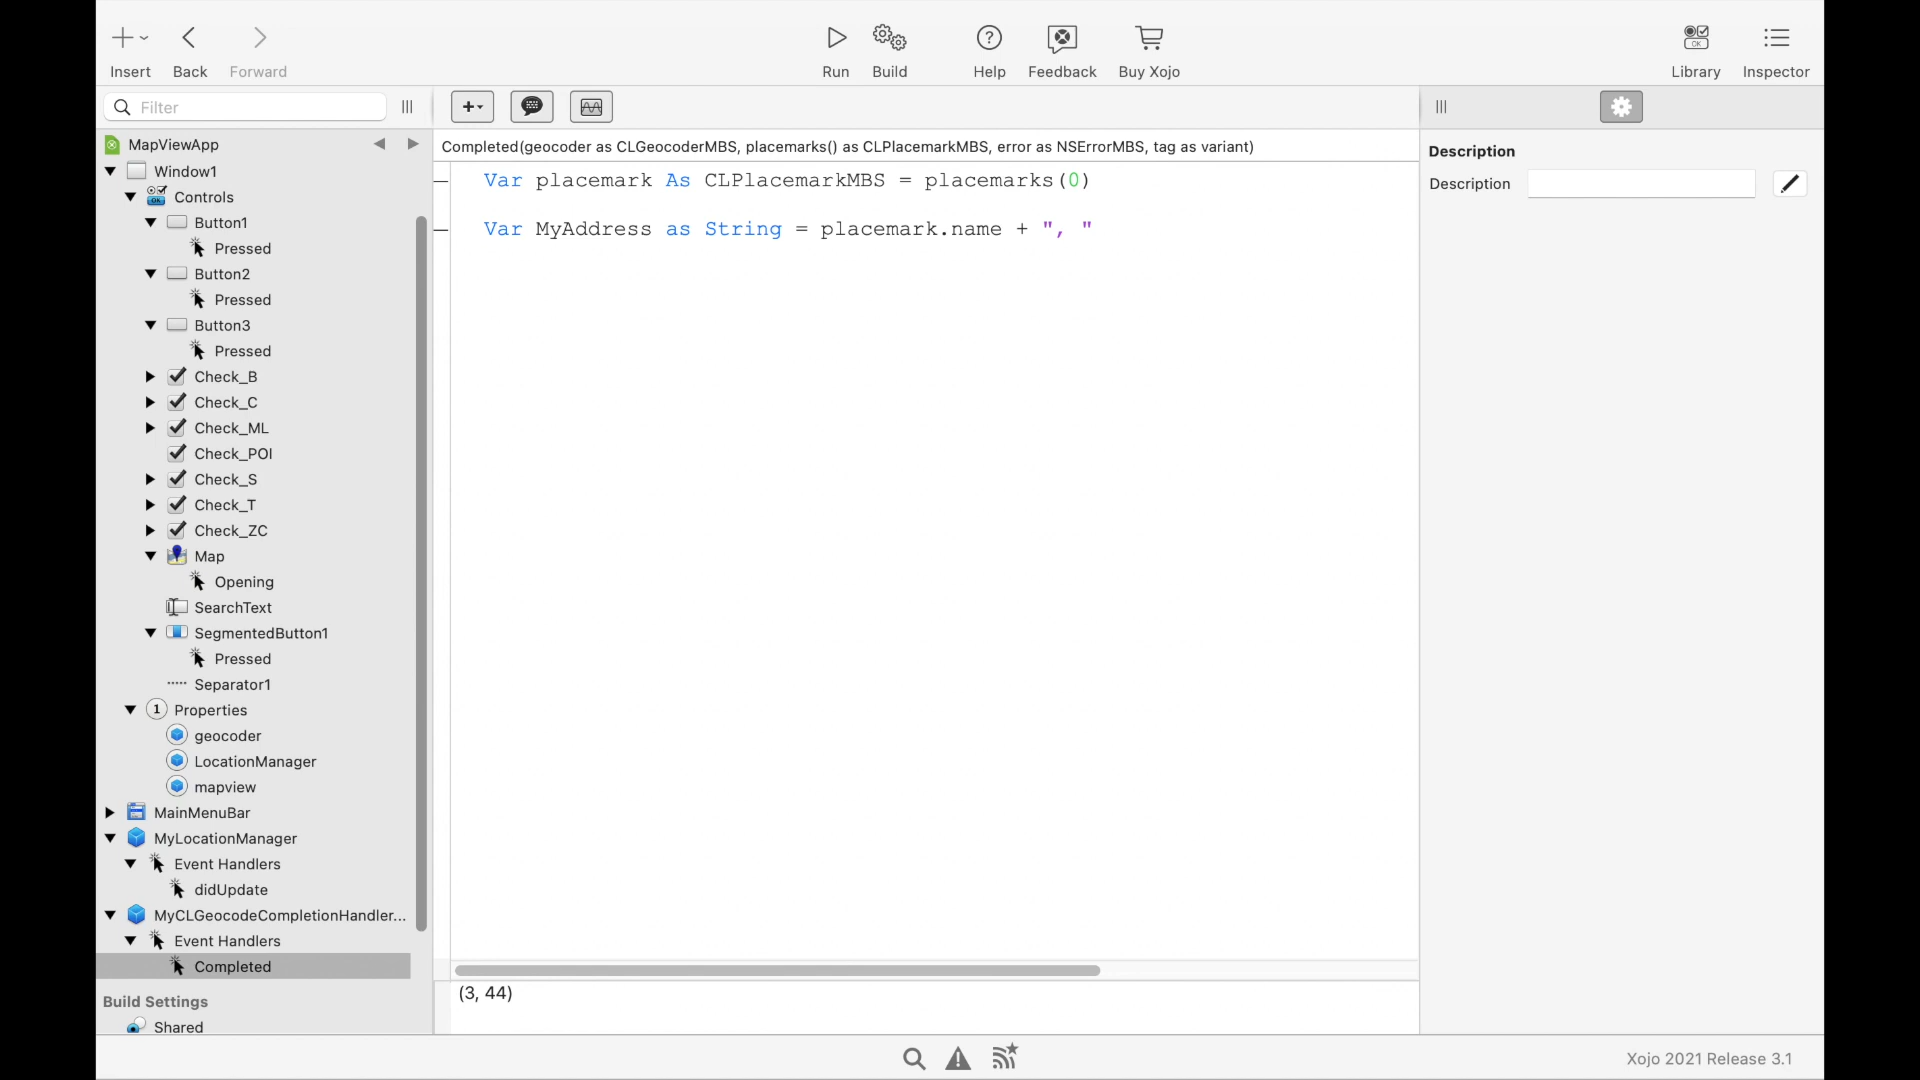 Insert
Back
Forward
Run
Build
Help
Feedback
Buy Xojo
Library
Inspector
Filter
MapViewApp
Window1
Controls
Button1
Pressed
Button2
Pressed
Button3
Pressed
Check_B
Check_C
Check_ML
Check_POI
Check_S
Check_T
Check_ZC
Map
Opening
SearchText
SegmentedButton1
Pressed
Separator1
1 Properties
geocoder
LocationManager
mapview
MainMenuBar
MyLocationManager
Event Handlers
didUpdate
MyCLGeocodeCompletionHandler...
Event Handlers
Completed
Build Settings
Shared
Completed(geocoder as CLGeocoderMBS, placemarks() as CLPlacemarkMBS, error as NSErrorMBS, tag as variant)
Var placemark As CLPlacemarkMBS = placemarks(0)
Var MyAddress as String = placemark.name + ", "
(3, 44)
Description
Description
Xojo 2021 Release 3.1